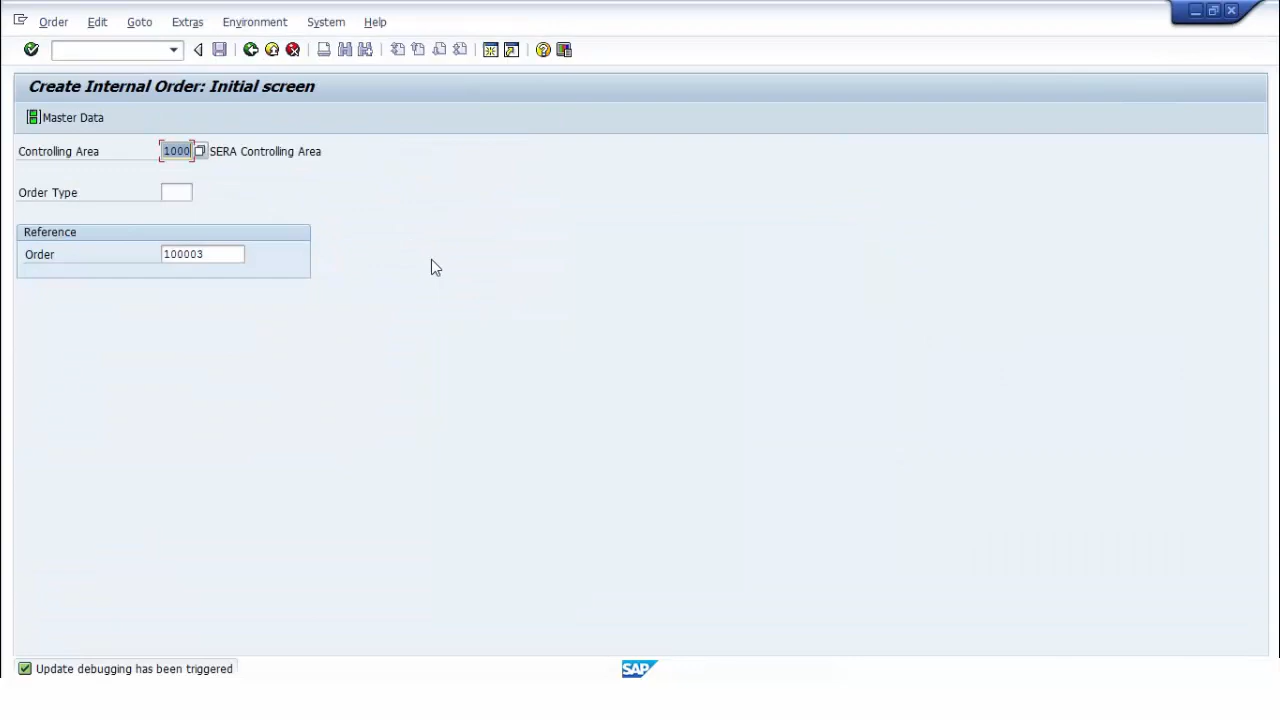 Order Edit Goto Extras Environment System Help
Create Internal Order: Initial screen
Master Data
Controlling Area 1000 SERA Controlling Area
Order Type
Reference
Order 100003
Update debugging has been triggered
SAP